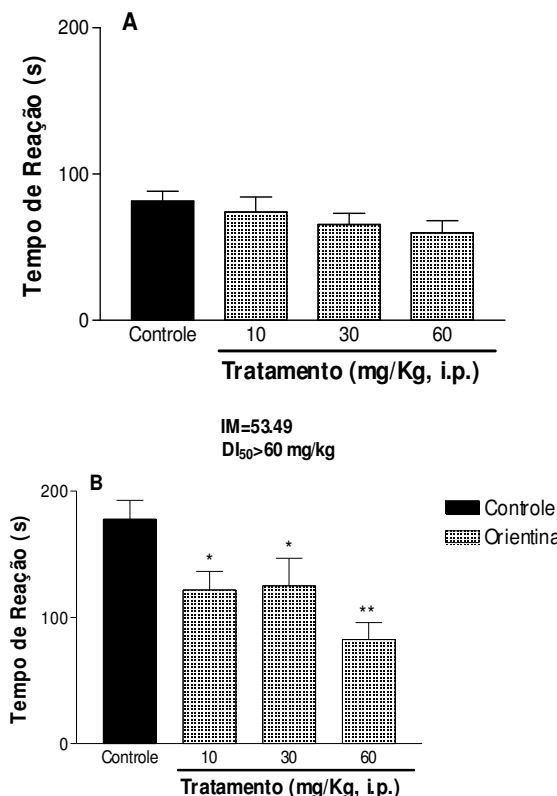 A
200
100
0
Tempo de Reação (s)
Controle 10 30 60
Tratamento (mg/Kg, i.p.)
IM=53.49
DI₅₀>60 mg/kg
B
200
100
0
Tempo de Reação (s)
* * **
Controle
Orientina
Controle 10 30 60
Tratamento (mg/Kg, i.p.)